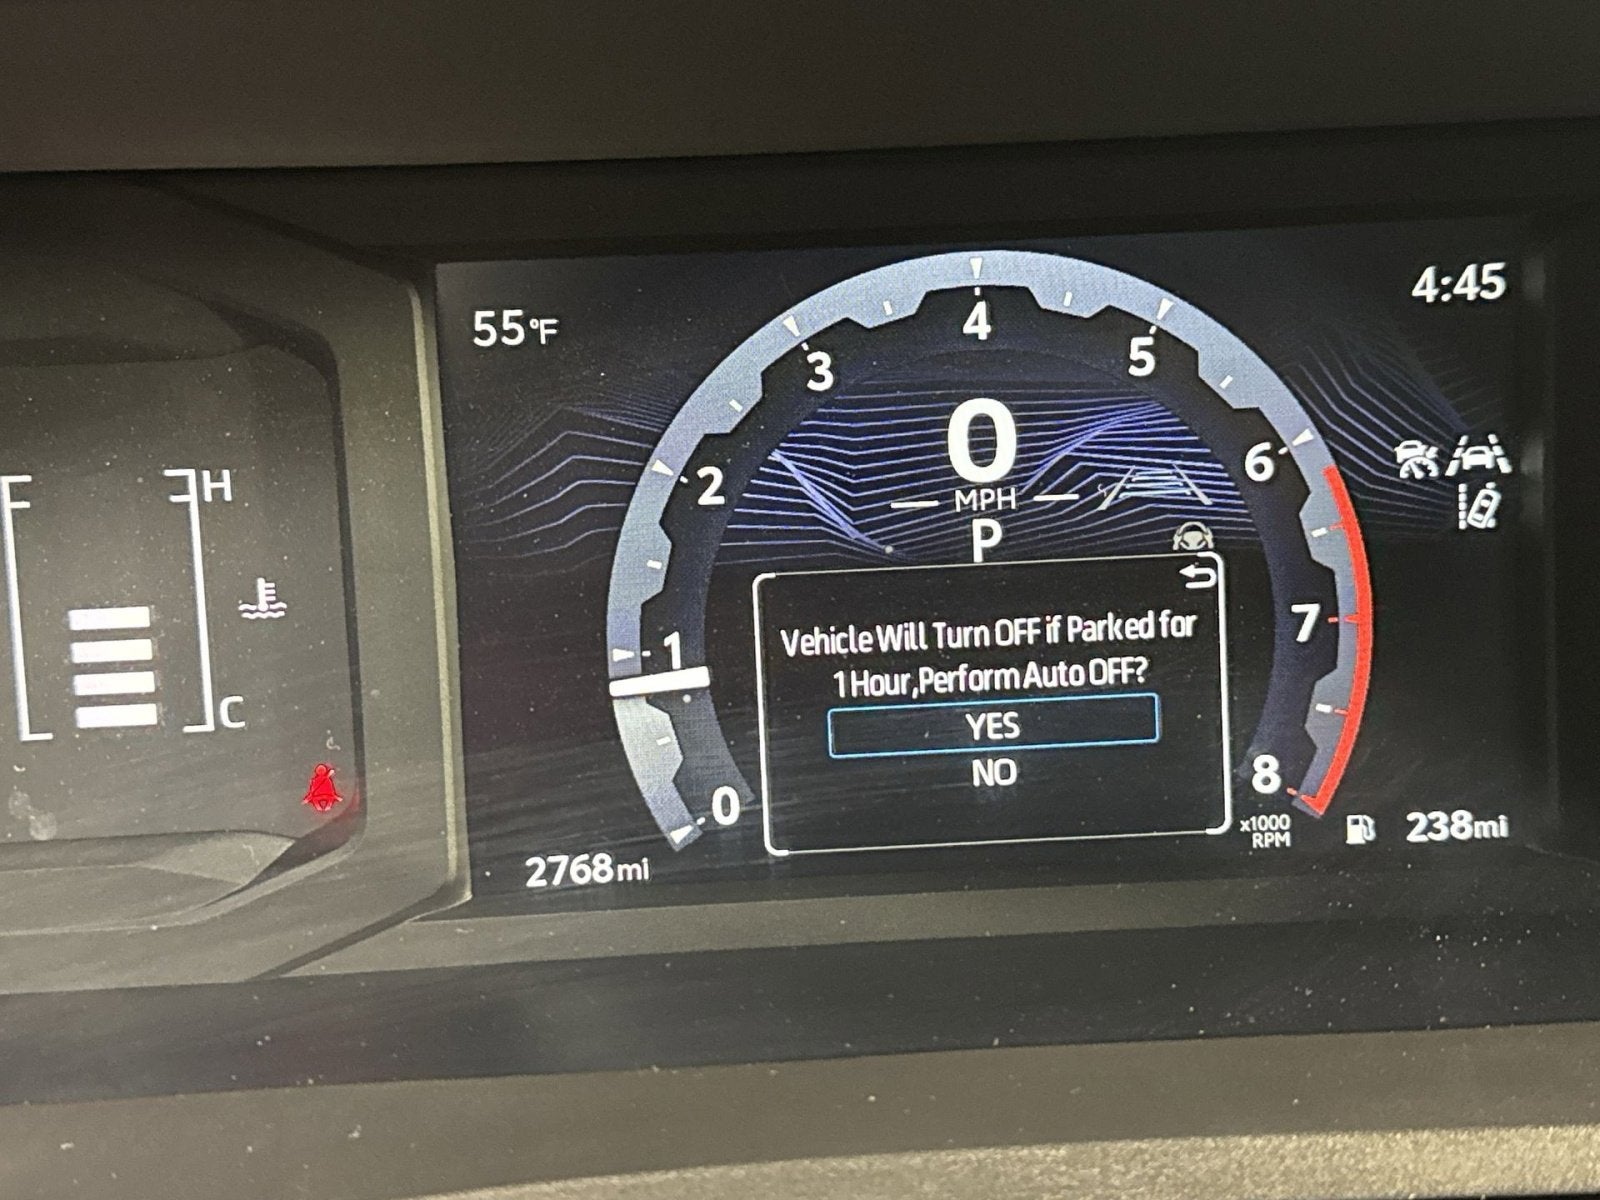 55°F
4:45
4
3
5
2
6
1
7
0
8
0
MPH
P
F
H
C
Vehicle Will Turn OFF if Parked for
1 Hour,Perform Auto OFF?
YES
NO
x1000
RPM
2768mi
238mi